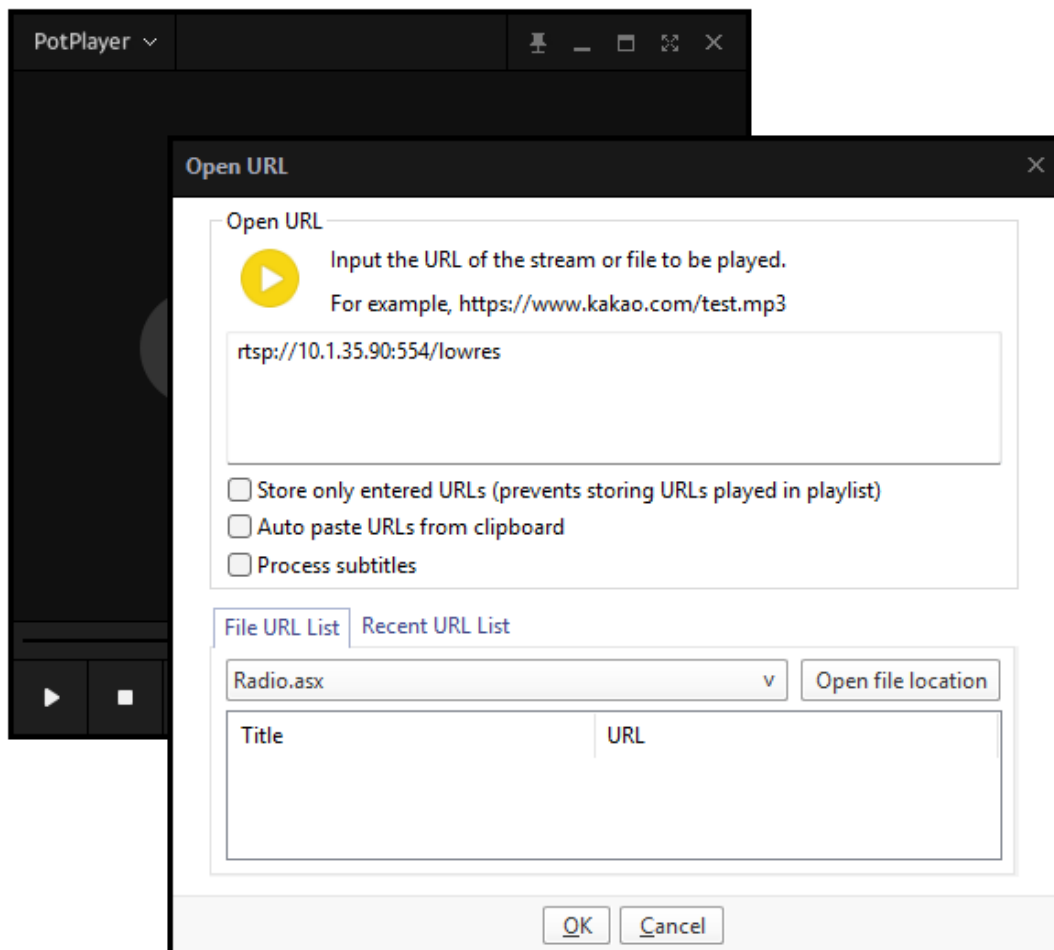 PotPlayer
Open URL
Open URL
Input the URL of the stream or file to be played.
For example, https://www.kakao.com/test.mp3
rtsp://10.1.35.90:554/lowres
Store only entered URLs (prevents storing URLs played in playlist)
Auto paste URLs from clipboard
Process subtitles
File URL List Recent URL List
Radio.asx Open file location
Title URL
OK Cancel